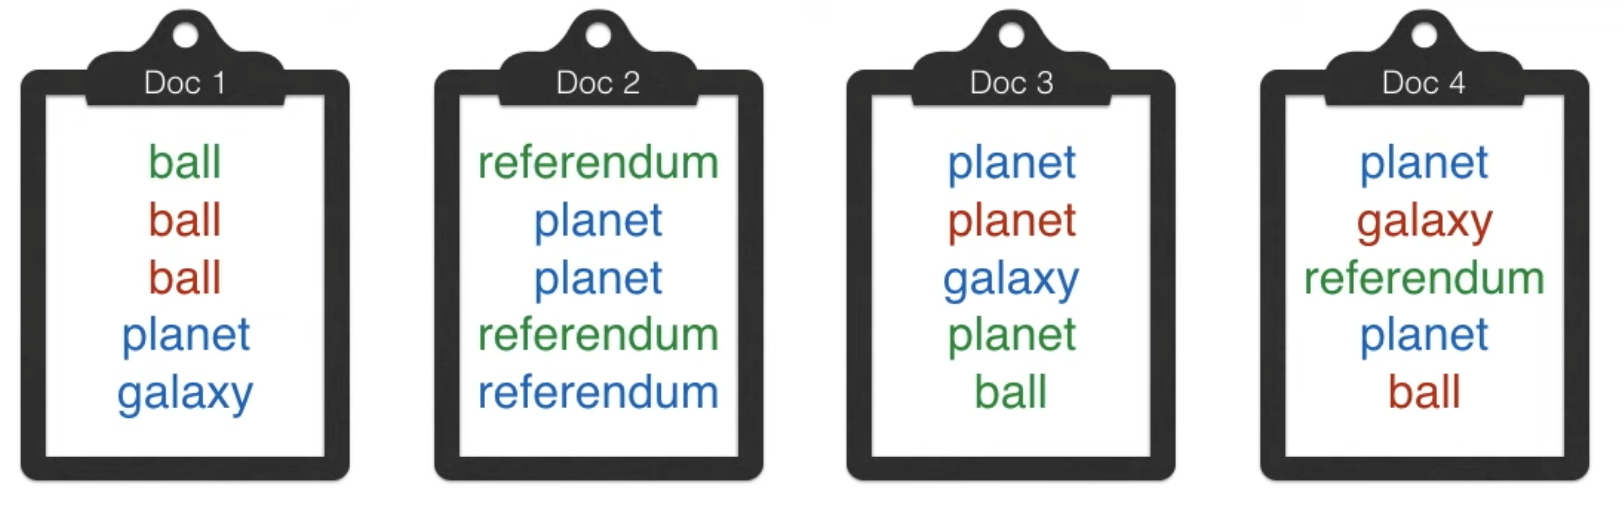 Doc 1
ball
ball
ball
planet
galaxy
Doc 2
referendum
planet
planet
referendum
referendum
Doc 3
planet
planet
galaxy
planet
ball
Doc 4
planet
galaxy
referendum
planet
ball